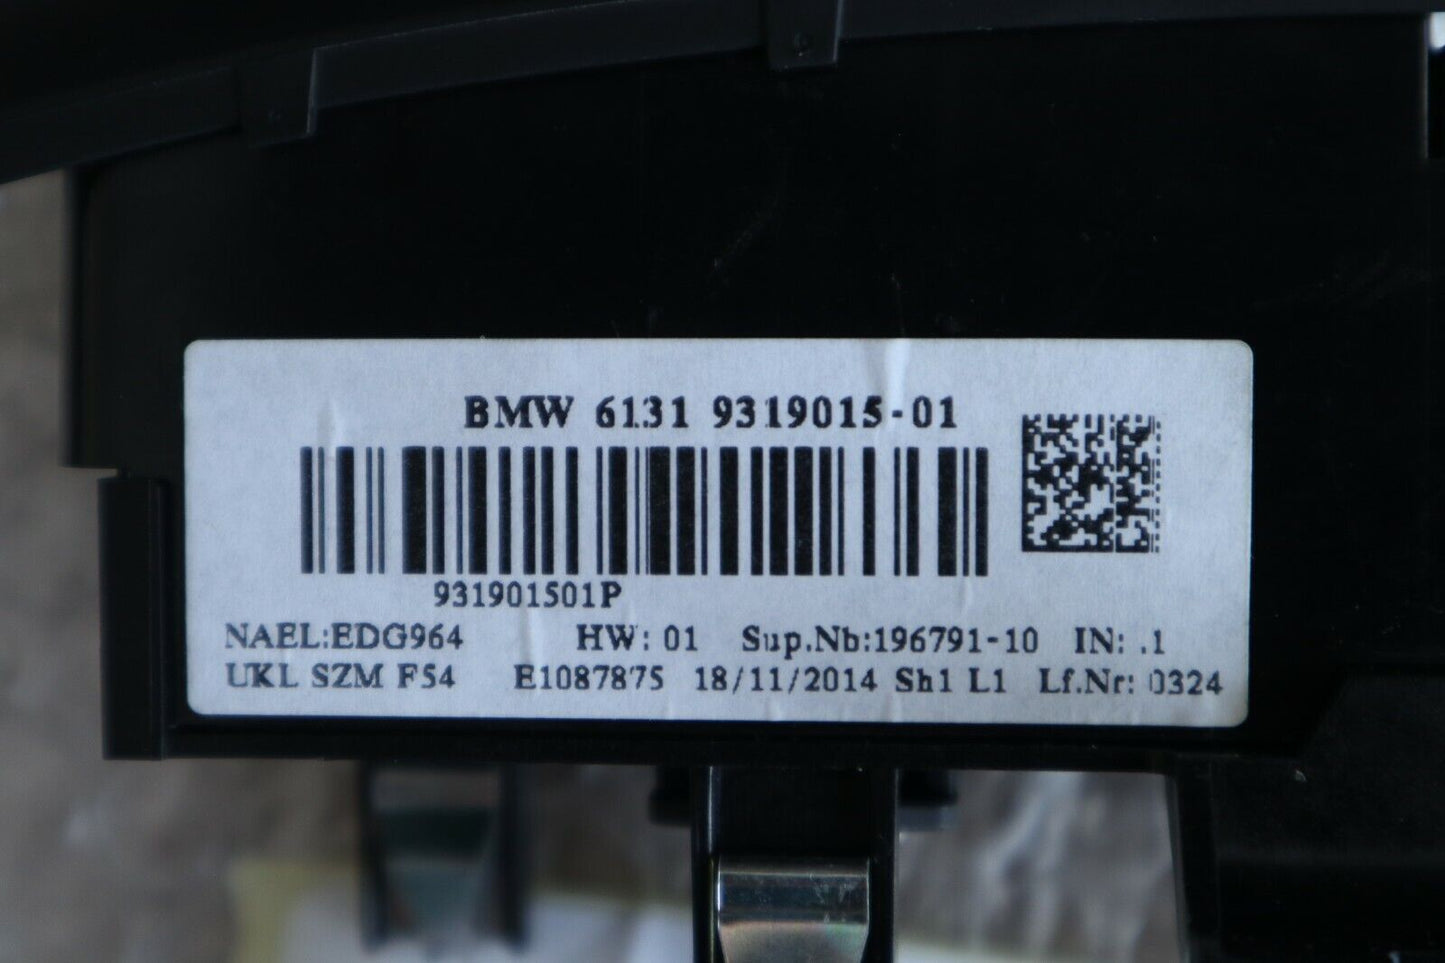 BMW 6131 9319015-01
931901501P
NAEL:EDG964 HW: 01 Sup.Nb:196791-10 IN: .1
UKL SZM F54 E1087875 18/11/2014 Sh1 L1 Lf.Nr: 0324